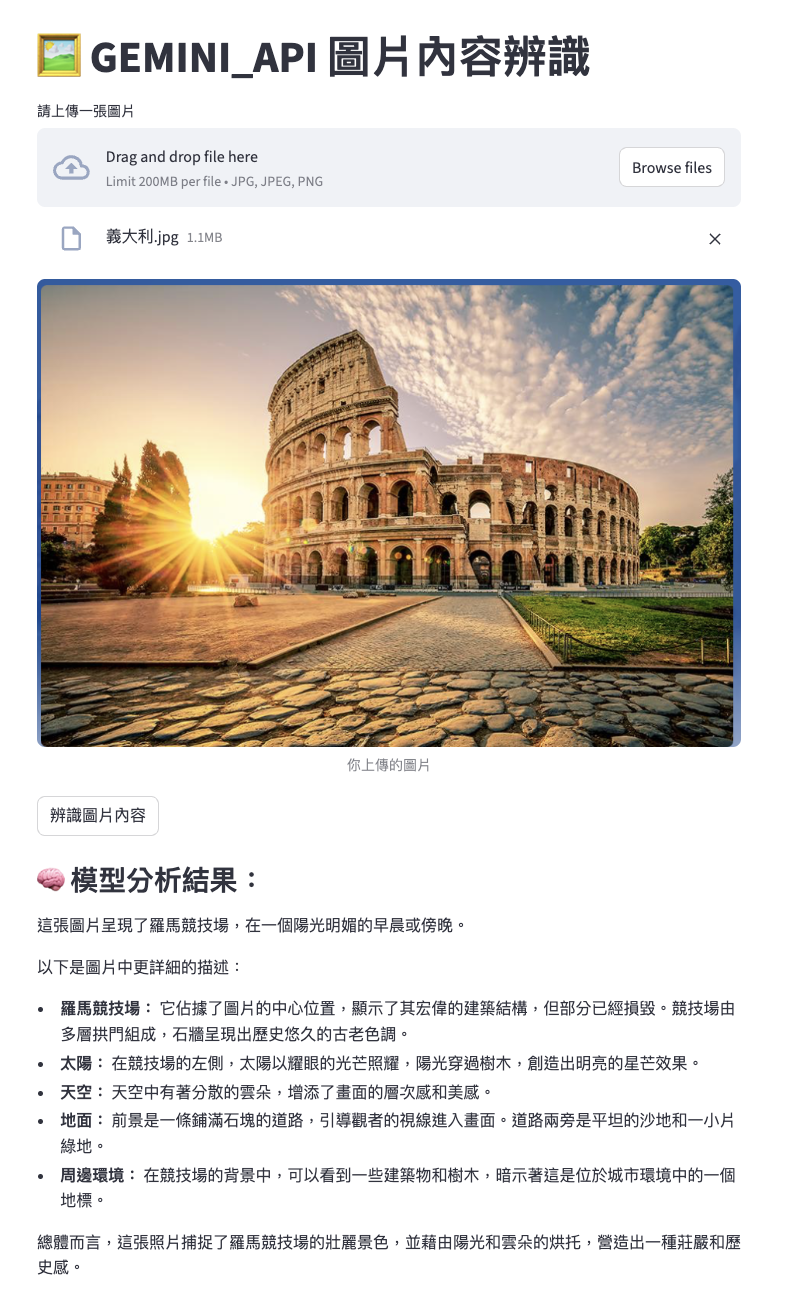 GEMINI_API 圖片內容辨識
請上傳一張圖片
Drag and drop file here
Limit 200MB per file • JPG, JPEG, PNG
Browse files
義大利.jpg 1.1MB
你上傳的圖片
辨識圖片內容
模型分析結果：
這張圖片呈現了羅馬競技場，在一個陽光明媚的早晨或傍晚。
以下是圖片中更詳細的描述：
• 羅馬競技場： 它佔據了圖片的中心位置，顯示了其宏偉的建築結構，但部分已經損毀。競技場由
多層拱門組成，石牆呈現出歷史悠久的古老色調。
• 太陽： 在競技場的左側，太陽以耀眼的光芒照耀，陽光穿過樹木，創造出明亮的星芒效果。
• 天空： 天空中有著分散的雲朵，增添了畫面的層次感和美感。
• 地面： 前景是一條鋪滿石塊的道路，引導觀者的視線進入畫面。道路兩旁是平坦的沙地和一小片
綠地。
• 周邊環境： 在競技場的背景中，可以看到一些建築物和樹木，暗示著這是位於城市環境中的一個
地標。
總體而言，這張照片捕捉了羅馬競技場的壯麗景色，並藉由陽光和雲朵的烘托，營造出一種莊嚴和歷
史感。